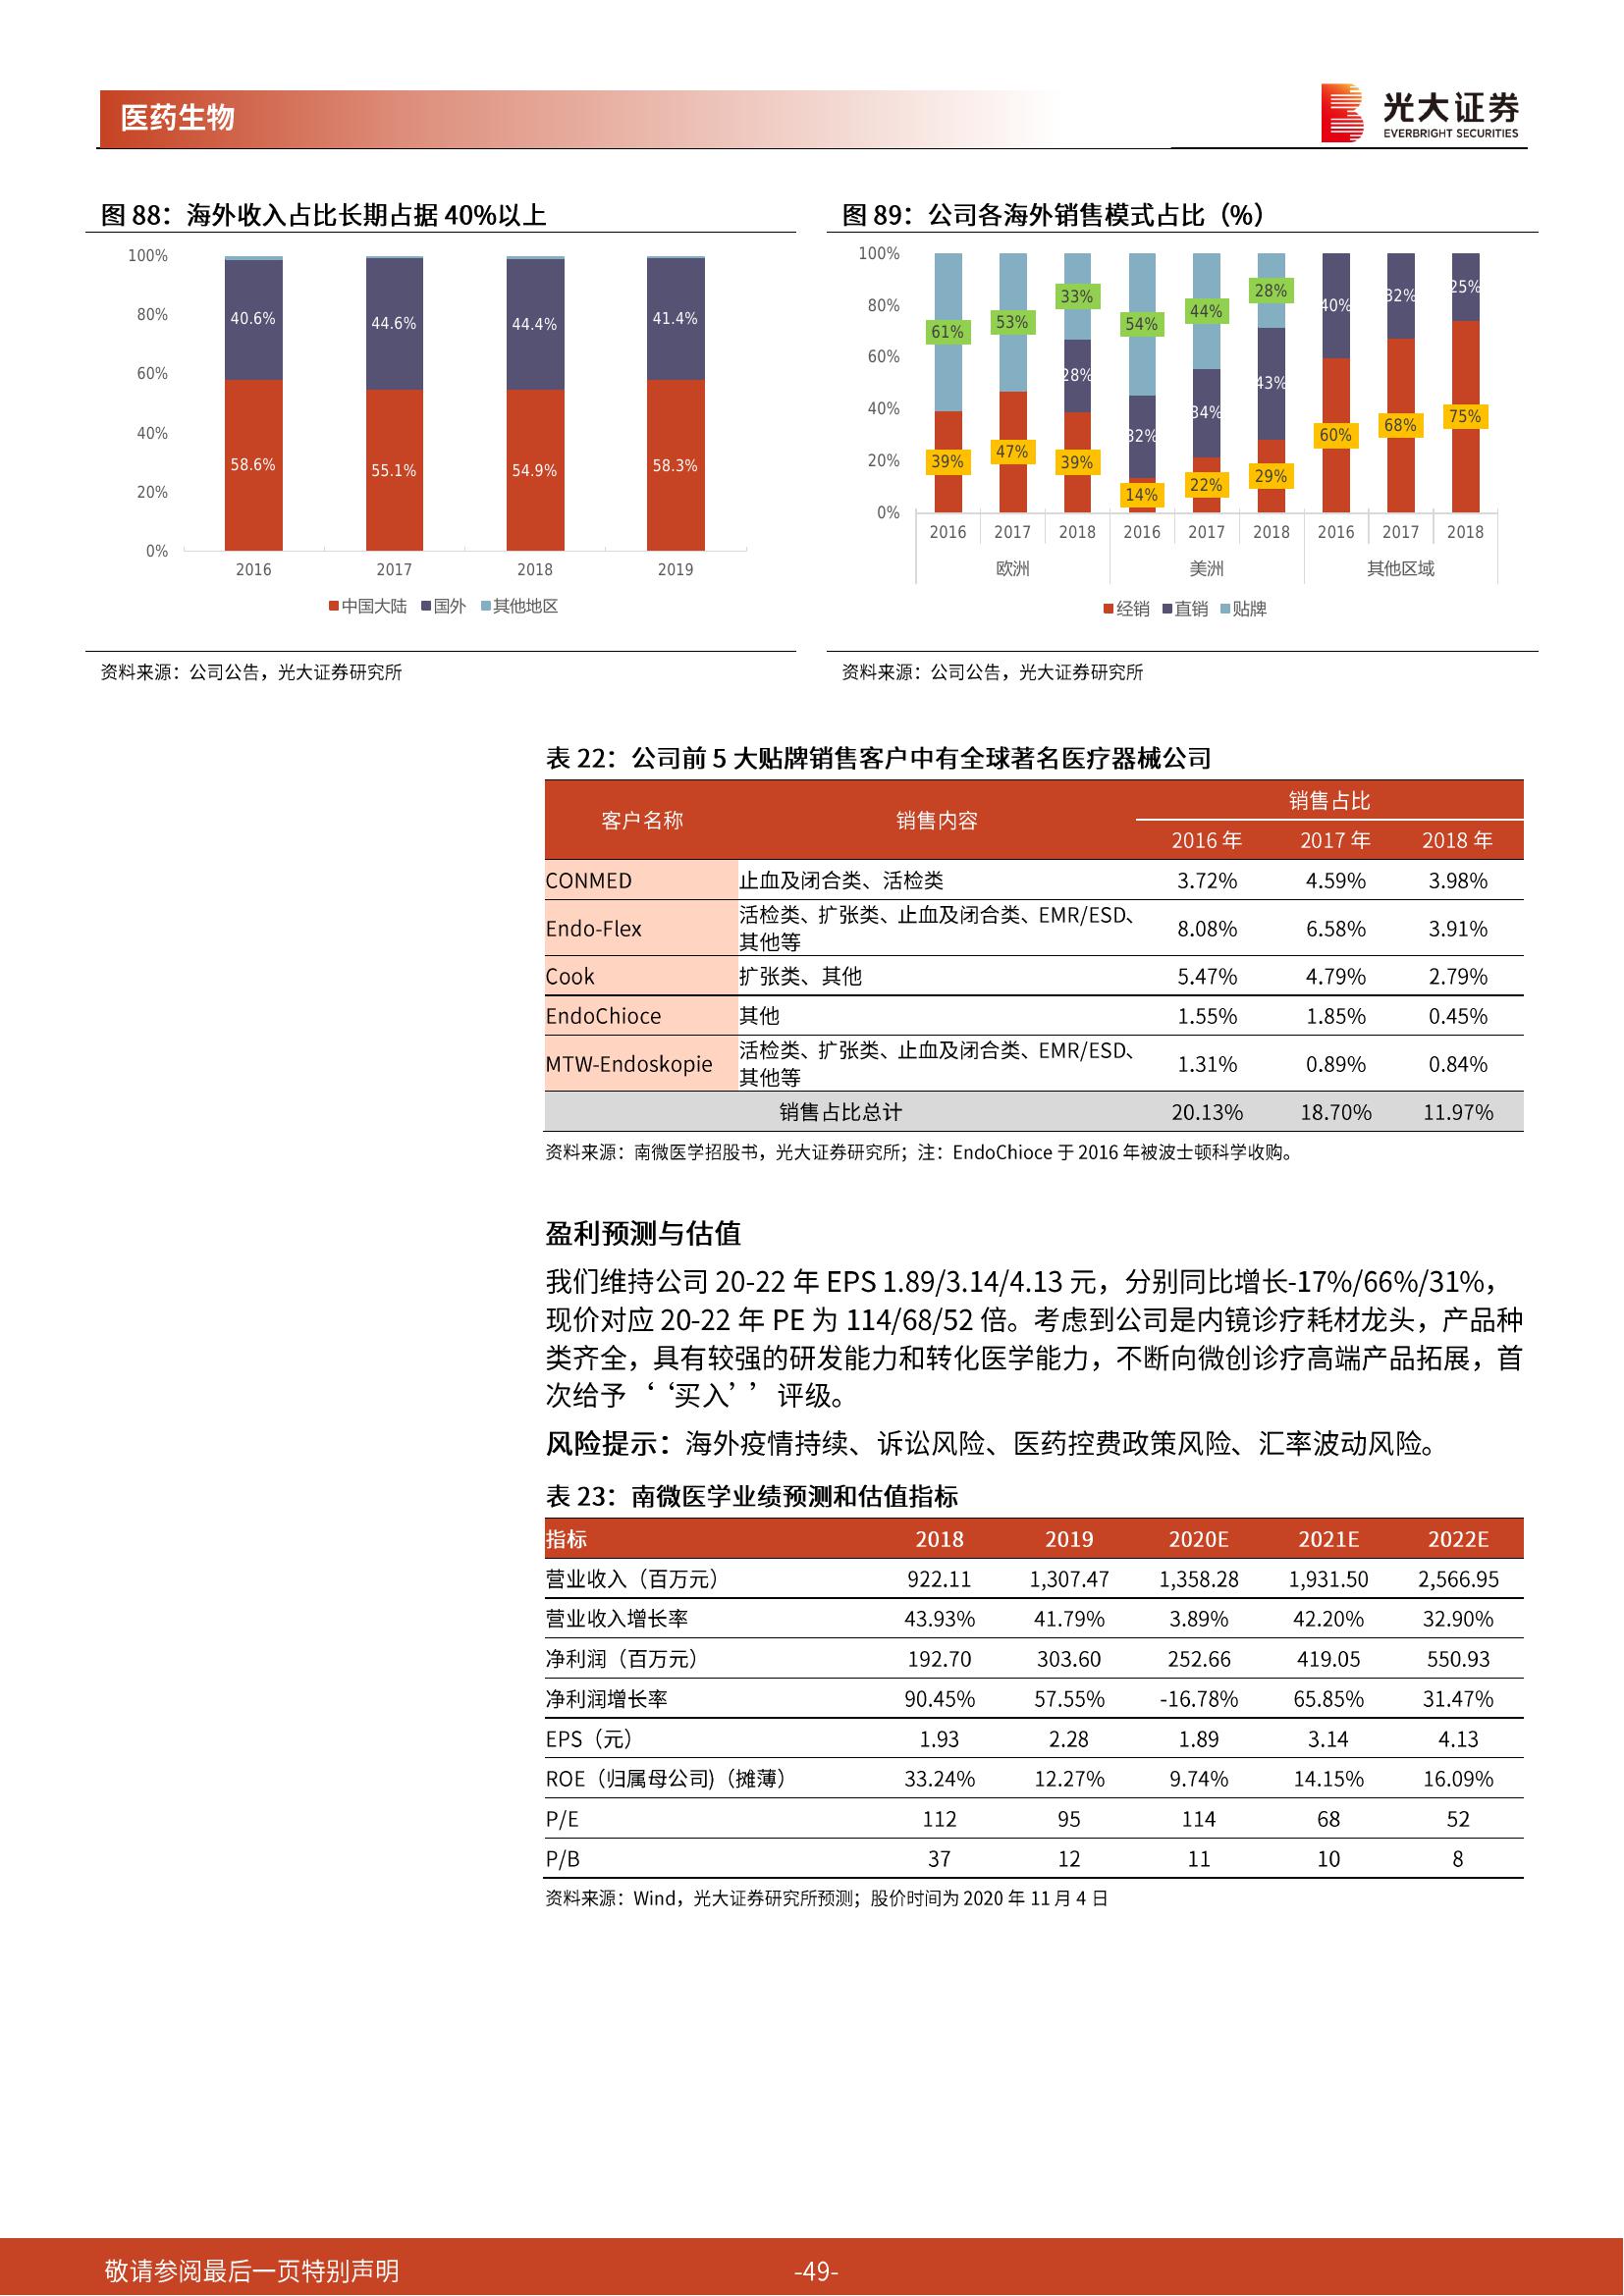 医药生物
光大证券
EVERBRIGHT SECURITIES
图 88：海外收入占比长期占据 40%以上
100%
80%
60%
40%
20%
0%
40.6%
44.6%
44.4%
41.4%
58.6%
55.1%
54.9%
58.3%
2016
2017
2018
2019
中国大陆 国外 其他地区
资料来源：公司公告，光大证券研究所
图 89：公司各海外销售模式占比（%）
100%
80%
60%
40%
20%
0%
61%
53%
33%
54%
44%
28%
28%
32%
34%
43%
40%
32%
25%
39%
47%
39%
14%
22%
29%
60%
68%
75%
2016 2017 2018 2016 2017 2018 2016 2017 2018
欧洲 美洲 其他区域
经销 直销 贴牌
资料来源：公司公告，光大证券研究所
表 22：公司前 5 大贴牌销售客户中有全球著名医疗器械公司
客户名称 销售内容 销售占比
2016 年 2017 年 2018 年
CONMED 止血及闭合类、活检类 3.72% 4.59% 3.98%
Endo-Flex 活检类、扩张类、止血及闭合类、EMR/ESD、
其他等 8.08% 6.58% 3.91%
Cook 扩张类、其他 5.47% 4.79% 2.79%
EndoChioce 其他 1.55% 1.85% 0.45%
MTW-Endoskopie 活检类、扩张类、止血及闭合类、EMR/ESD、
其他等 1.31% 0.89% 0.84%
销售占比总计 20.13% 18.70% 11.97%
资料来源：南微医学招股书，光大证券研究所；注：EndoChioce 于 2016 年被波士顿科学收购。
盈利预测与估值
我们维持公司 20-22 年 EPS 1.89/3.14/4.13 元，分别同比增长-17%/66%/31%，
现价对应 20-22 年 PE 为 114/68/52 倍。考虑到公司是内镜诊疗耗材龙头，产品种
类齐全，具有较强的研发能力和转化医学能力，不断向微创诊疗高端产品拓展，首
次给予‘‘买入’’评级。
风险提示：海外疫情持续、诉讼风险、医药控费政策风险、汇率波动风险。
表 23：南微医学业绩预测和估值指标
指标 2018 2019 2020E 2021E 2022E
营业收入（百万元） 922.11 1,307.47 1,358.28 1,931.50 2,566.95
营业收入增长率 43.93% 41.79% 3.89% 42.20% 32.90%
净利润（百万元） 192.70 303.60 252.66 419.05 550.93
净利润增长率 90.45% 57.55% -16.78% 65.85% 31.47%
EPS（元） 1.93 2.28 1.89 3.14 4.13
ROE（归属母公司)（摊薄） 33.24% 12.27% 9.74% 14.15% 16.09%
P/E 112 95 114 68 52
P/B 37 12 11 10 8
资料来源：Wind，光大证券研究所预测；股价时间为 2020 年 11 月 4 日
敬请参阅最后一页特别声明
-49-